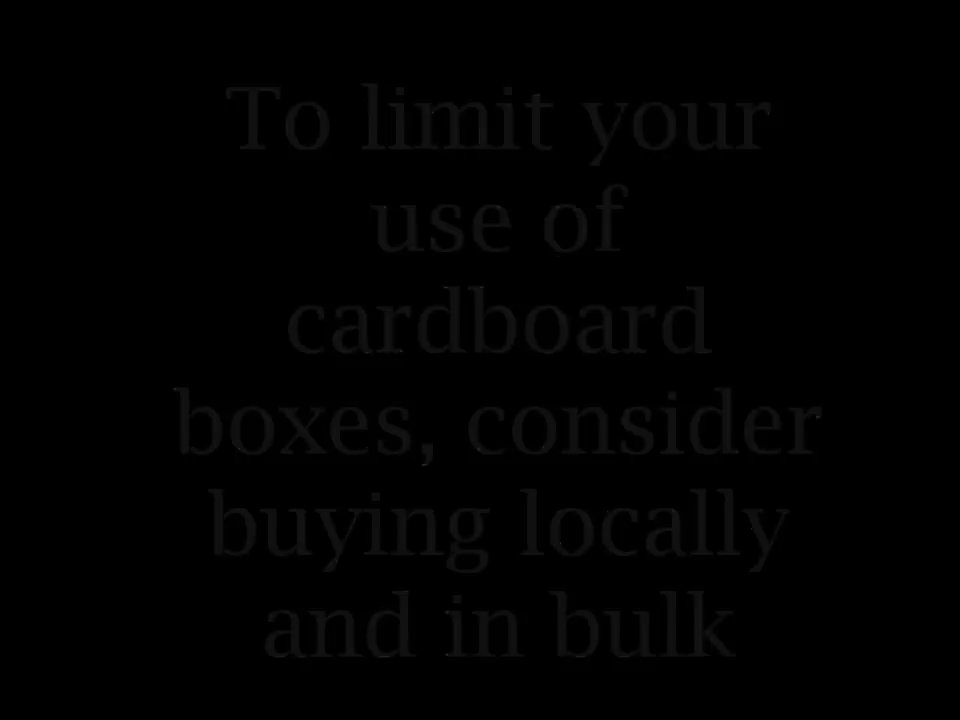 To limit your
use of
cardboard
boxes, consider
buying locally
and in bulk